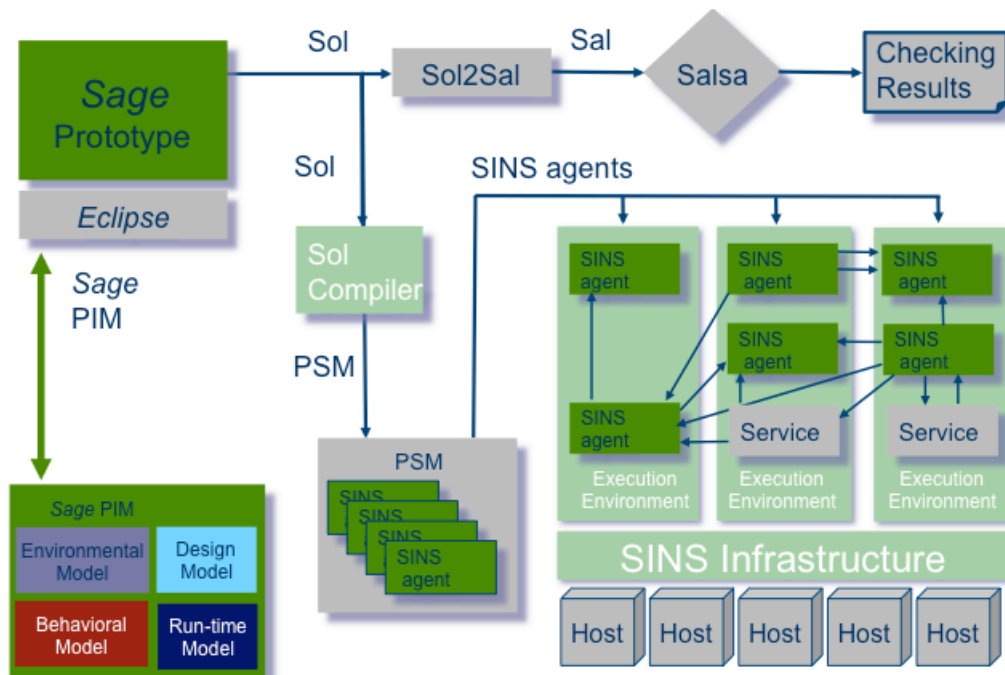 Sol
Sal
Sage
Prototype
Sol2Sal
Salsa
Checking
Results
Eclipse
Sol
SINS agents
Sage
PIM
Sol
Compiler
PSM
SINS
agent
SINS
agent
SINS
agent
SINS
agent
SINS
agent
SINS
agent
Service
Service
Execution
Environment
Execution
Environment
Execution
Environment
PSM
SINS
SINS
SINS
SINS
agent
Sage PIM
Environmental
Model
Design
Model
Behavioral
Model
Run-time
Model
SINS Infrastructure
Host
Host
Host
Host
Host